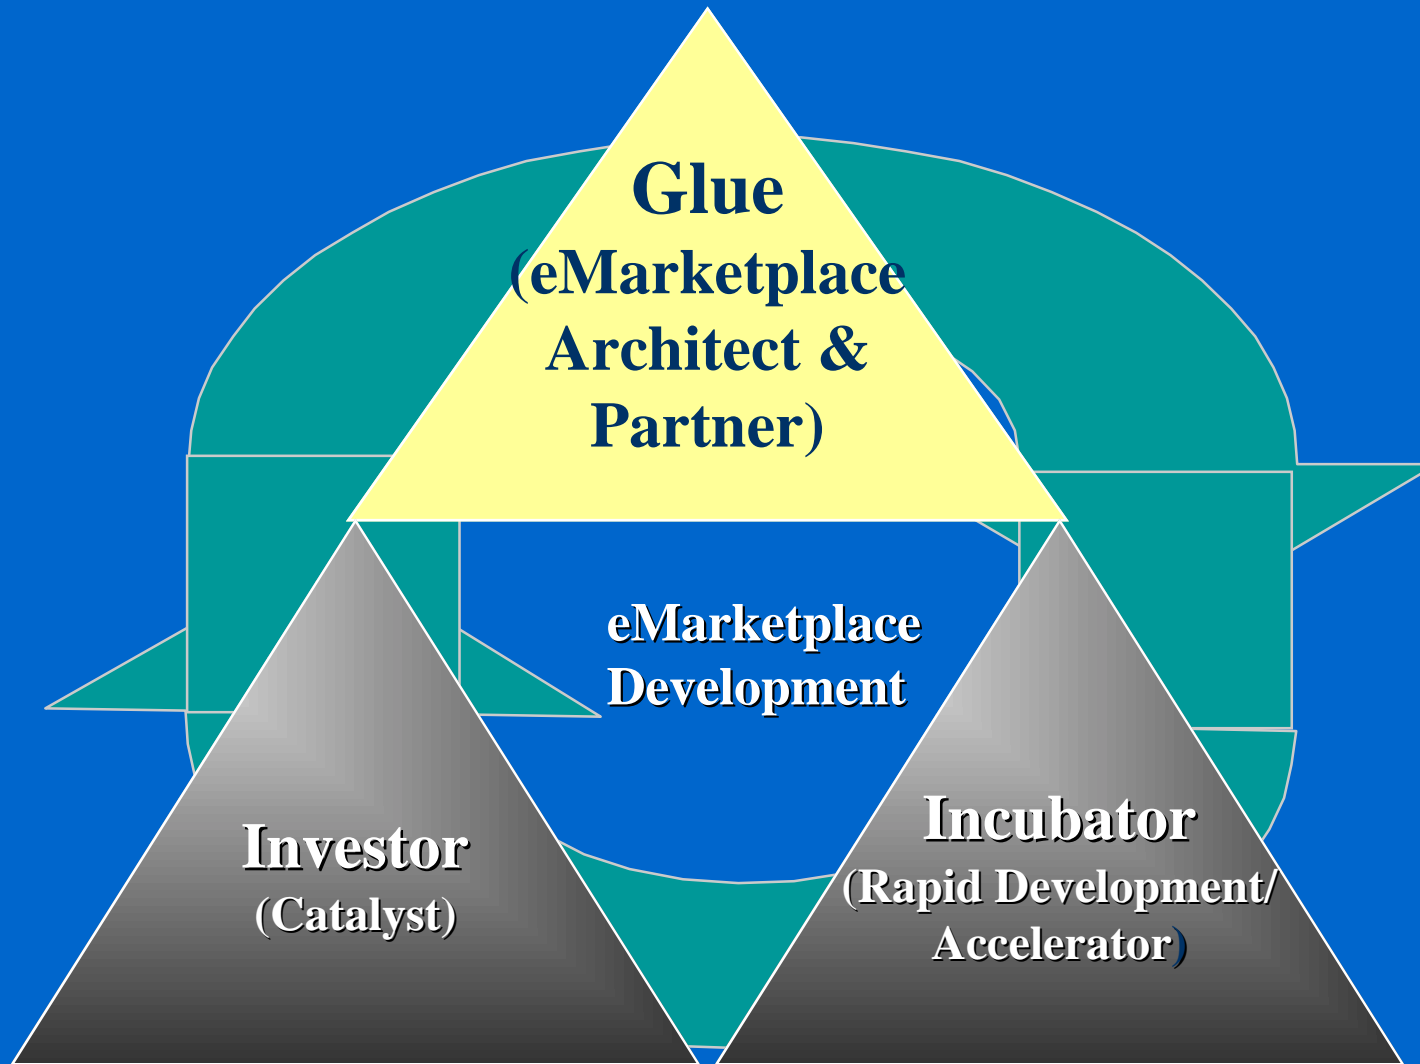 Glue
(eMarketplace
Architect &
Partner)
eMarketplace
Development
Investor
(Catalyst)
Incubator
(Rapid Development/
Accelerator)